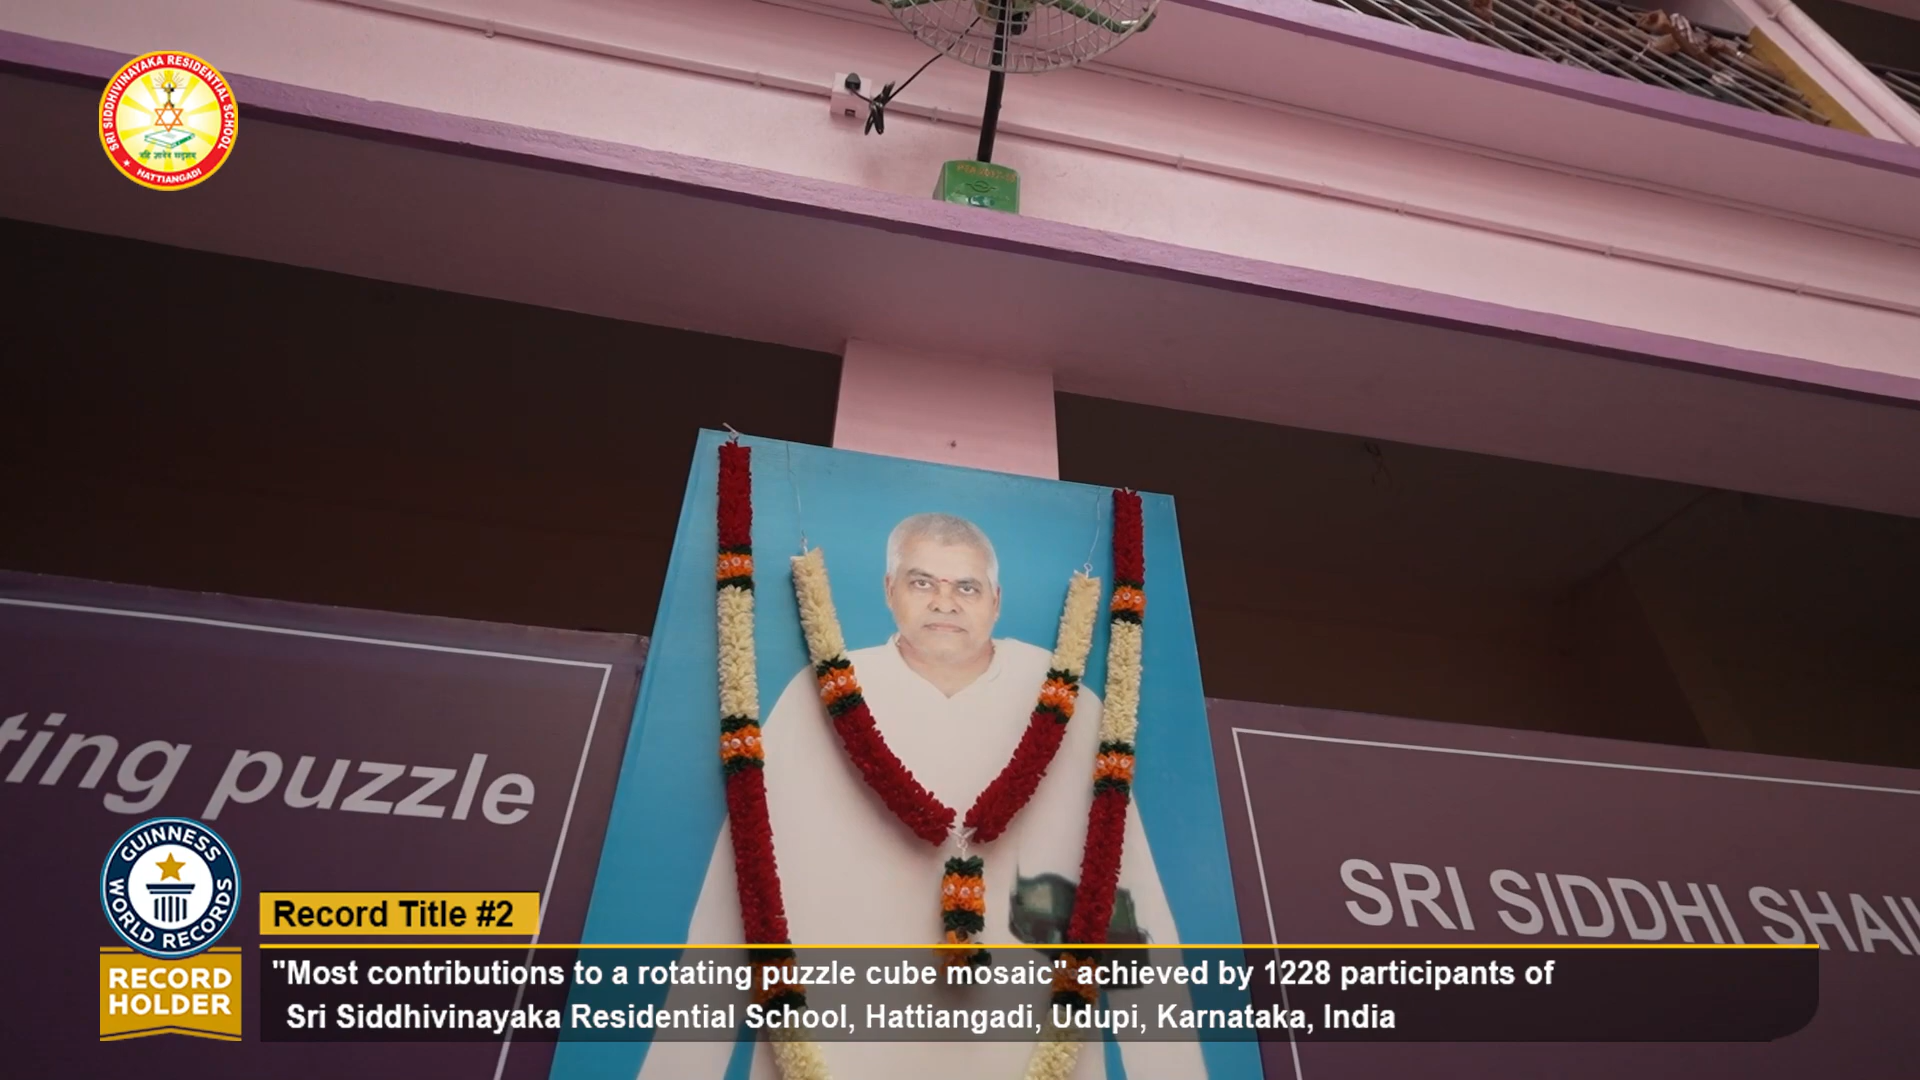 SRI SIDDHIVINAYAKA RESIDENTIAL SCHOOL
HATTIANGADI
ting puzzle
SRI SIDDHI SHAI
GUINNESS
WORLD RECORDS
RECORD
HOLDER
Record Title #2
"Most contributions to a rotating puzzle cube mosaic" achieved by 1228 participants of
Sri Siddhivinayaka Residential School, Hattiangadi, Udupi, Karnataka, India